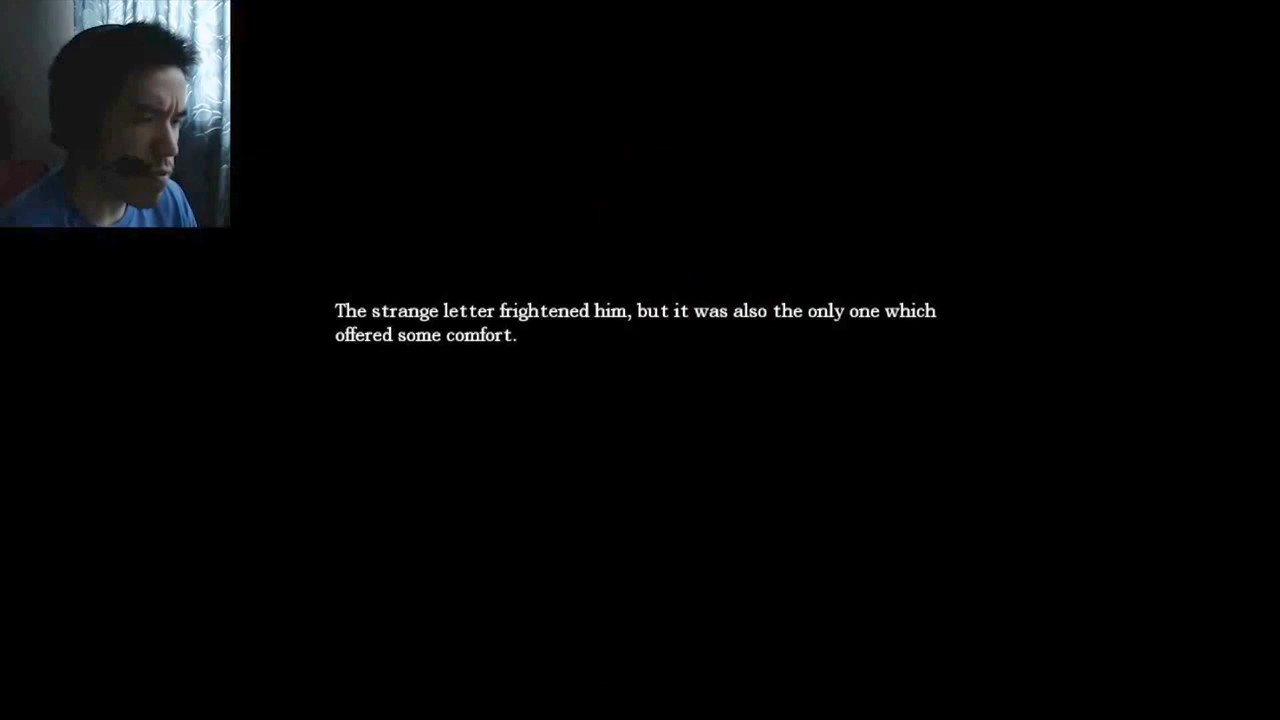 The strange letter frightened him, but it was also the only one which
offered some comfort.